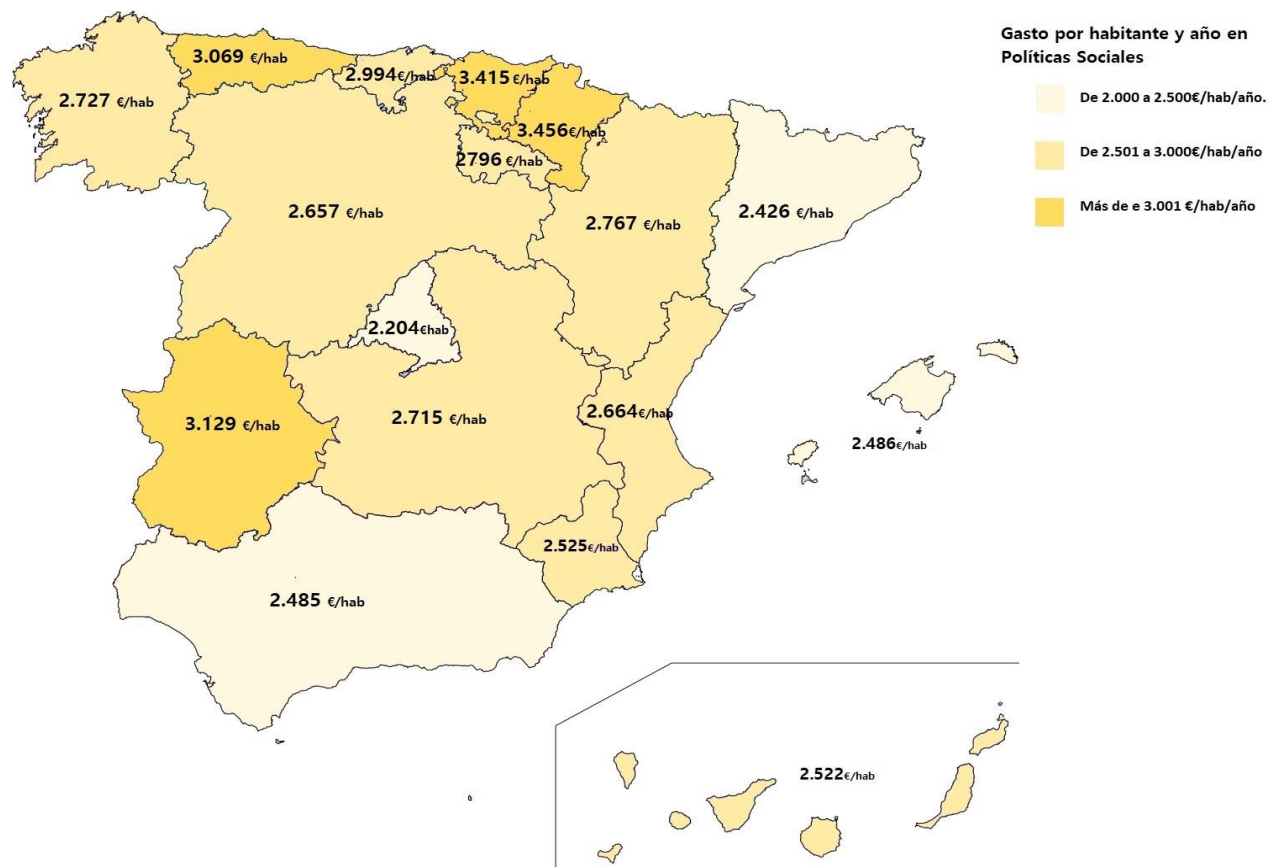 Gasto por habitante y año en
Políticas Sociales
De 2.000 a 2.500€/hab/año.
De 2.501 a 3.000€/hab/año
Más de e 3.001 €/hab/año
3.069 €/hab
2.994€/hab
3.415 €/hab
2.727 €/hab
3.456€/hab
2796 €/hab
2.657 €/hab
2.767 €/hab
2.426 €/hab
2.204€hab
3.129 €/hab
2.715 €/hab
2.664€/hab
2.486€/hab
2.525€/hab
2.485 €/hab
2.522€/hab